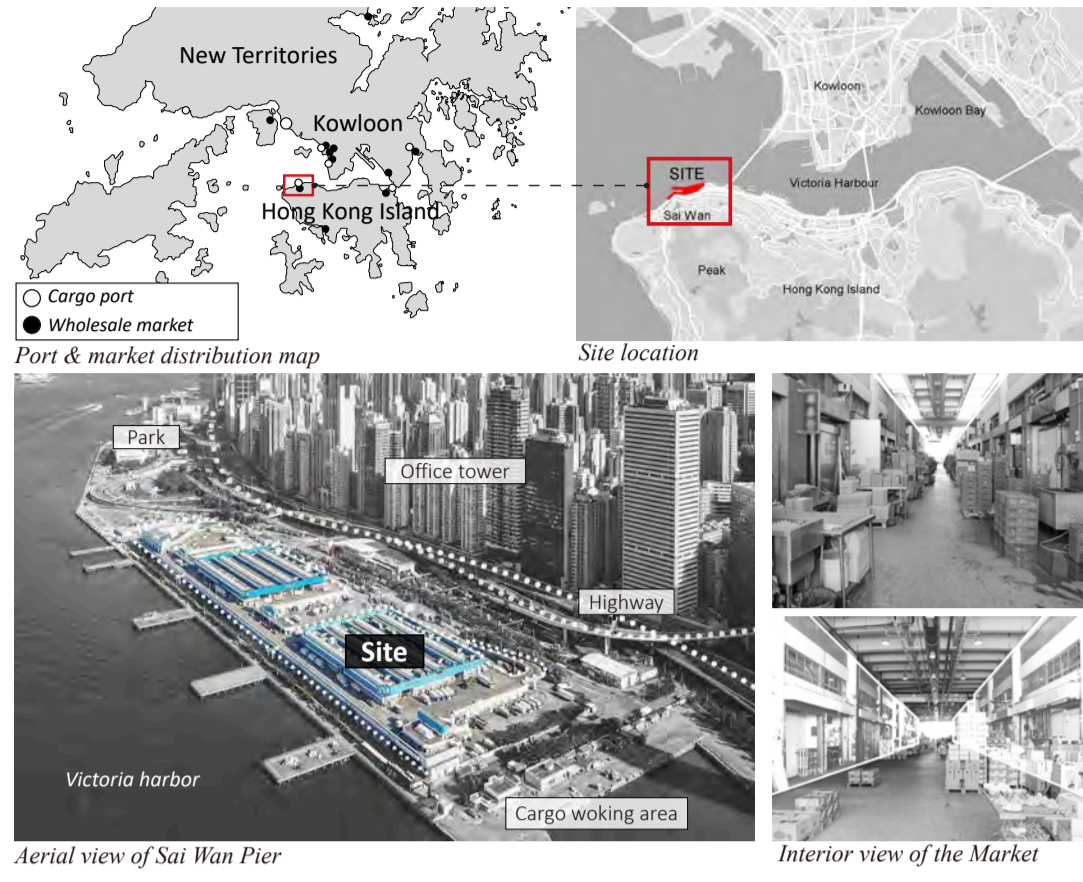 New Territories
Kowloon
Hong Kong Island
Cargo port
Wholesale market
Port & market distribution map
Kowloon
Kowloon Bay
SITE
Victoria Harbour
Sai Wan
Peak
Hong Kong Island
Site location
Park
Office tower
Highway
Site
Victoria harbor
Cargo woking area
Aerial view of Sai Wan Pier
Interior view of the Market